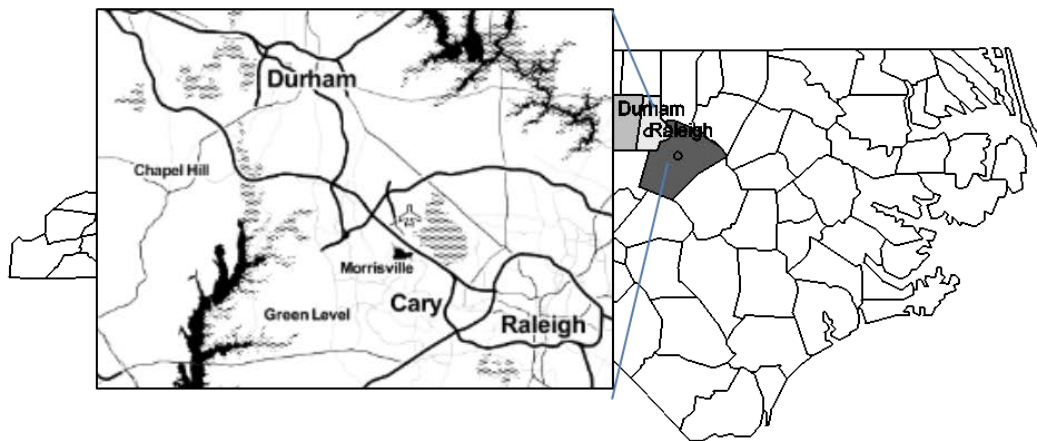 Durham
Chapel Hill
Morrisville
Cary
Green Level
Raleigh
Durham
Raleigh